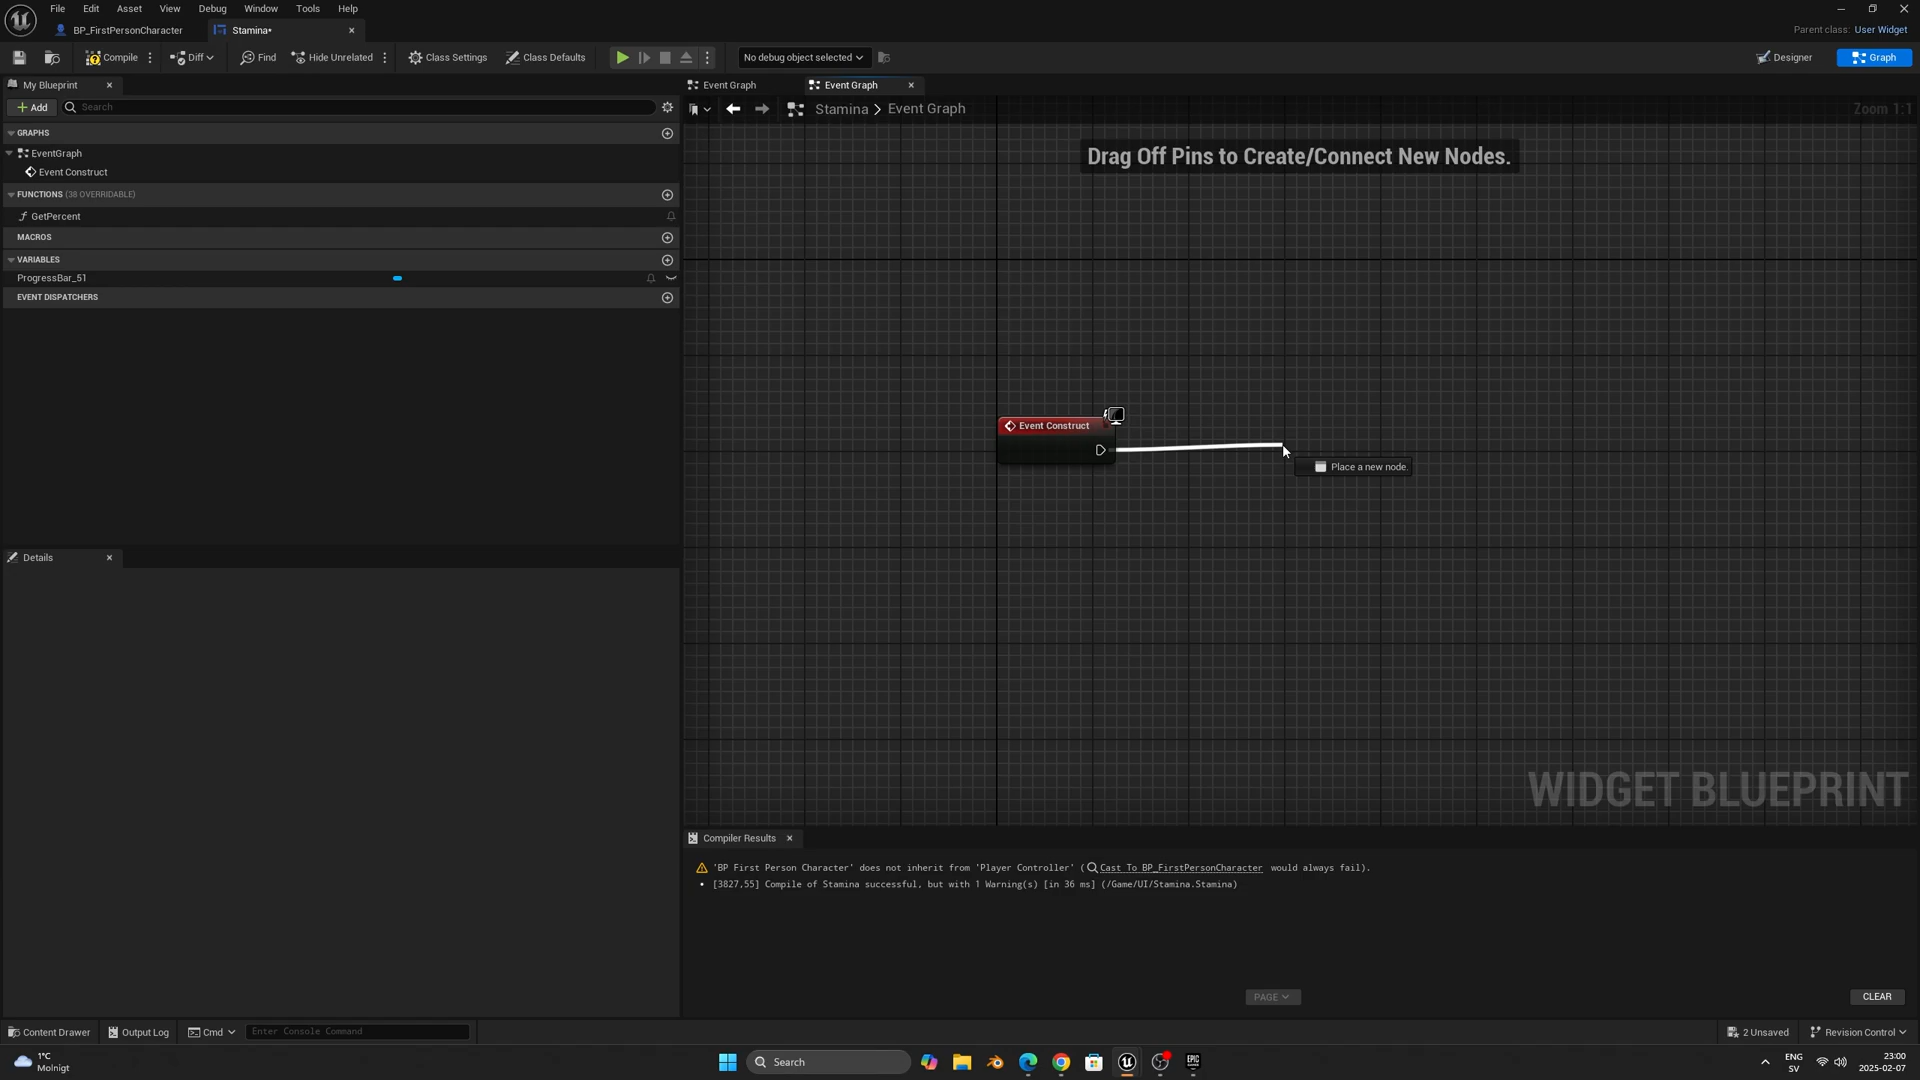 File Edit Asset View Debug Window Tools Help
BP_FirstPersonCharacter
Stamina*
Parent class: User Widget
Compile
Diff
Find
Hide Unrelated
Class Settings
Class Defaults
No debug object selected
Designer
Graph
My Blueprint
Event Graph
Event Graph
Add
Search
Stamina > Event Graph
Zoom 1:1
GRAPHS
Drag Off Pins to Create/Connect New Nodes.
EventGraph
Event Construct
FUNCTIONS (38 OVERRIDABLE)
GetPercent
MACROS
VARIABLES
ProgressBar_51
EVENT DISPATCHERS
Event Construct
Place a new node.
Details
WIDGET BLUEPRINT
Compiler Results
'BP First Person Character' does not inherit from 'Player Controller' ( Cast To BP_FirstPersonCharacter would always fail).
[3827,55] Compile of Stamina successful, but with 1 Warning(s) [in 36 ms] (/Game/UI/Stamina.Stamina)
PAGE
CLEAR
Content Drawer
Output Log
Cmd
Enter Console Command
2 Unsaved
Revision Control
1°C
Molnigt
Search
EPIC
ENG
SV
23:00
2025-02-07